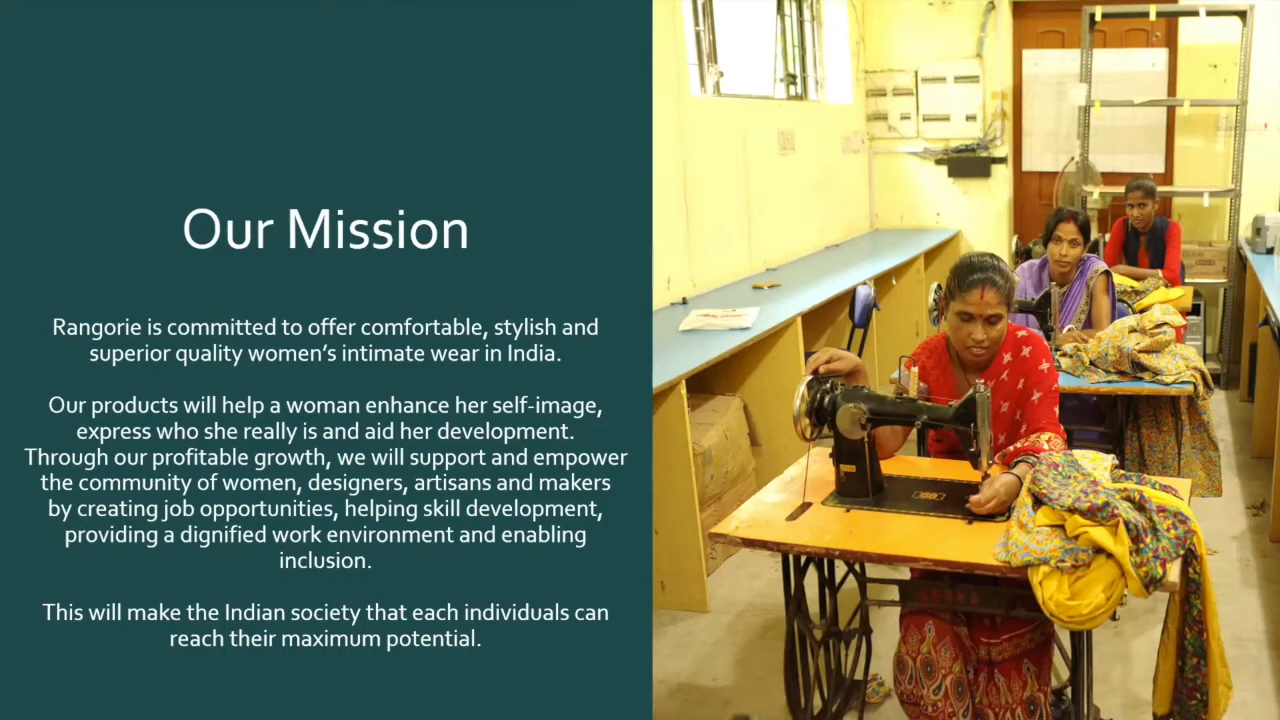 Our Mission
Rangorie is committed to offer comfortable, stylish and
superior quality women’s intimate wear in India.
Our products will help a woman enhance her self-image,
express who she really is and aid her development.
Through our profitable growth, we will support and empower
the community of women, designers, artisans and makers
by creating job opportunities, helping skill development,
providing a dignified work environment and enabling
inclusion.
This will make the Indian society that each individuals can
reach their maximum potential.